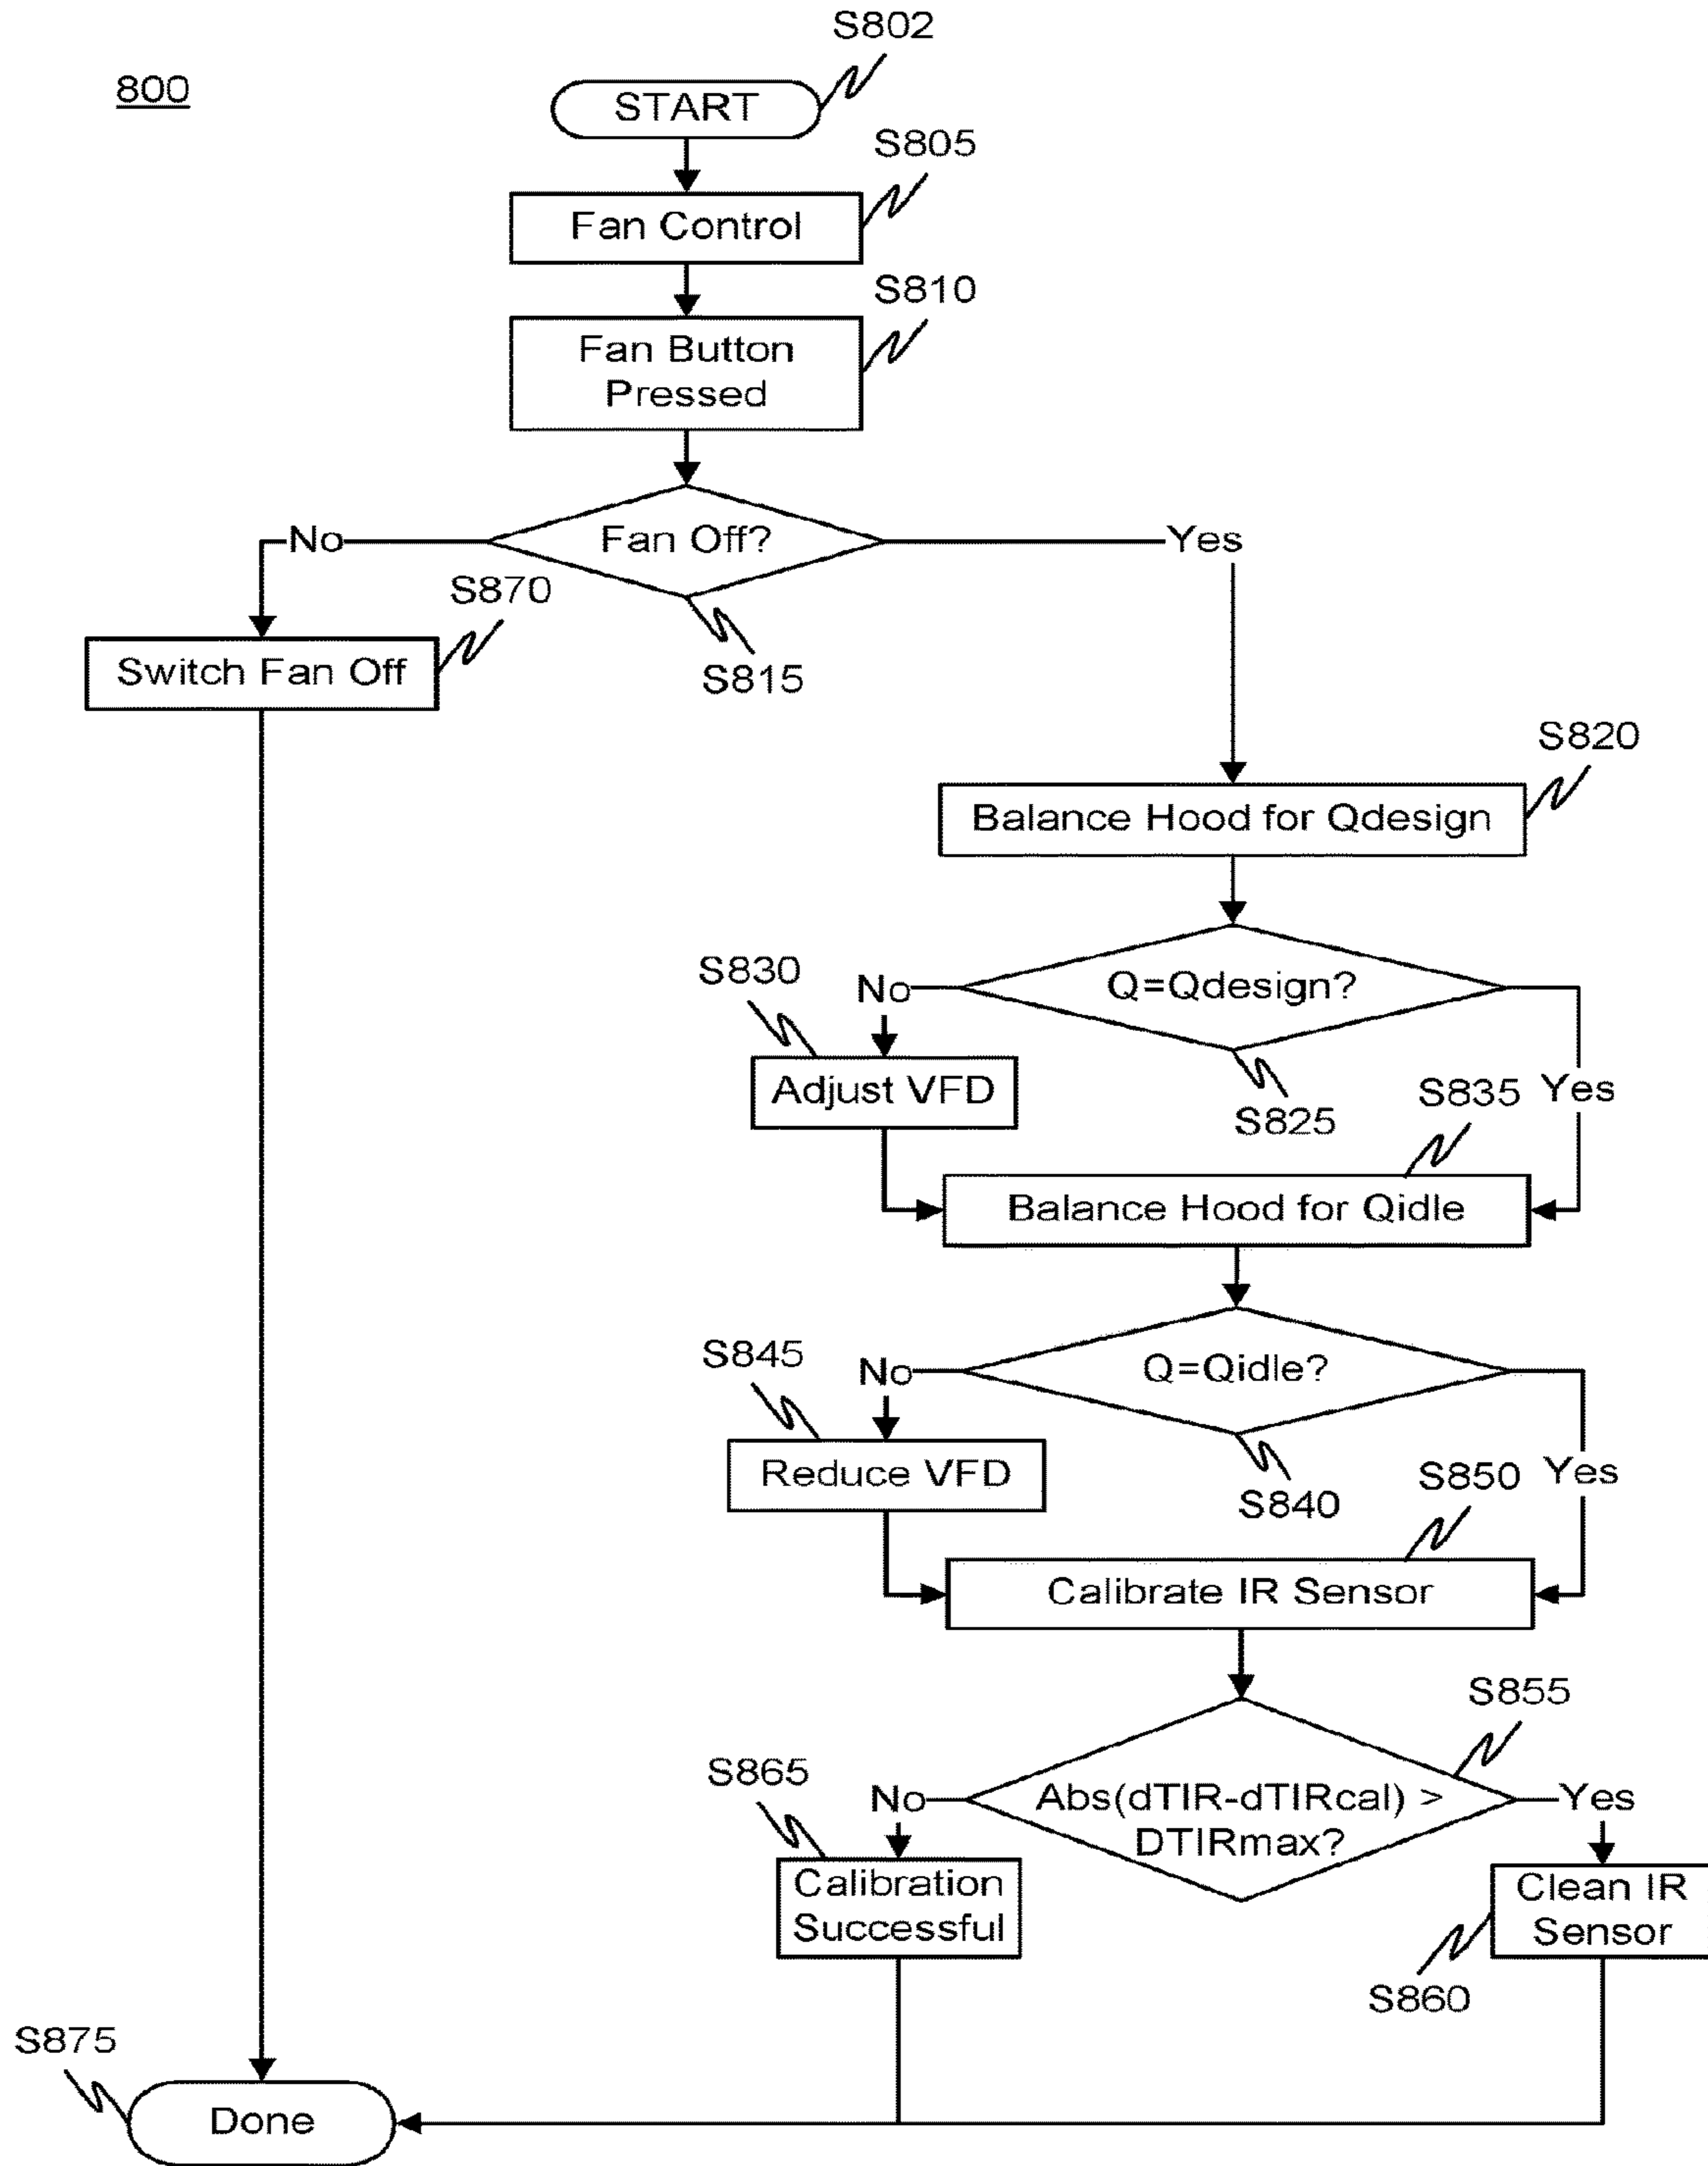 800
S802
START
S805
Fan Control
S810
Fan Button
Pressed
No
Fan Off?
Yes
S870
S815
Switch Fan Off
S820
Balance Hood for Qdesign
S830
No
Q=Qdesign?
Adjust VFD
S825
S835
Yes
Balance Hood for Qidle
S845
No
Q=Qidle?
Reduce VFD
S840
S850
Yes
Calibrate IR Sensor
S855
S865
No
Abs(dTIR-dTIRcal) >
DTIRmax?
Yes
Calibration
Successful
Clean IR
Sensor
S860
S875
Done